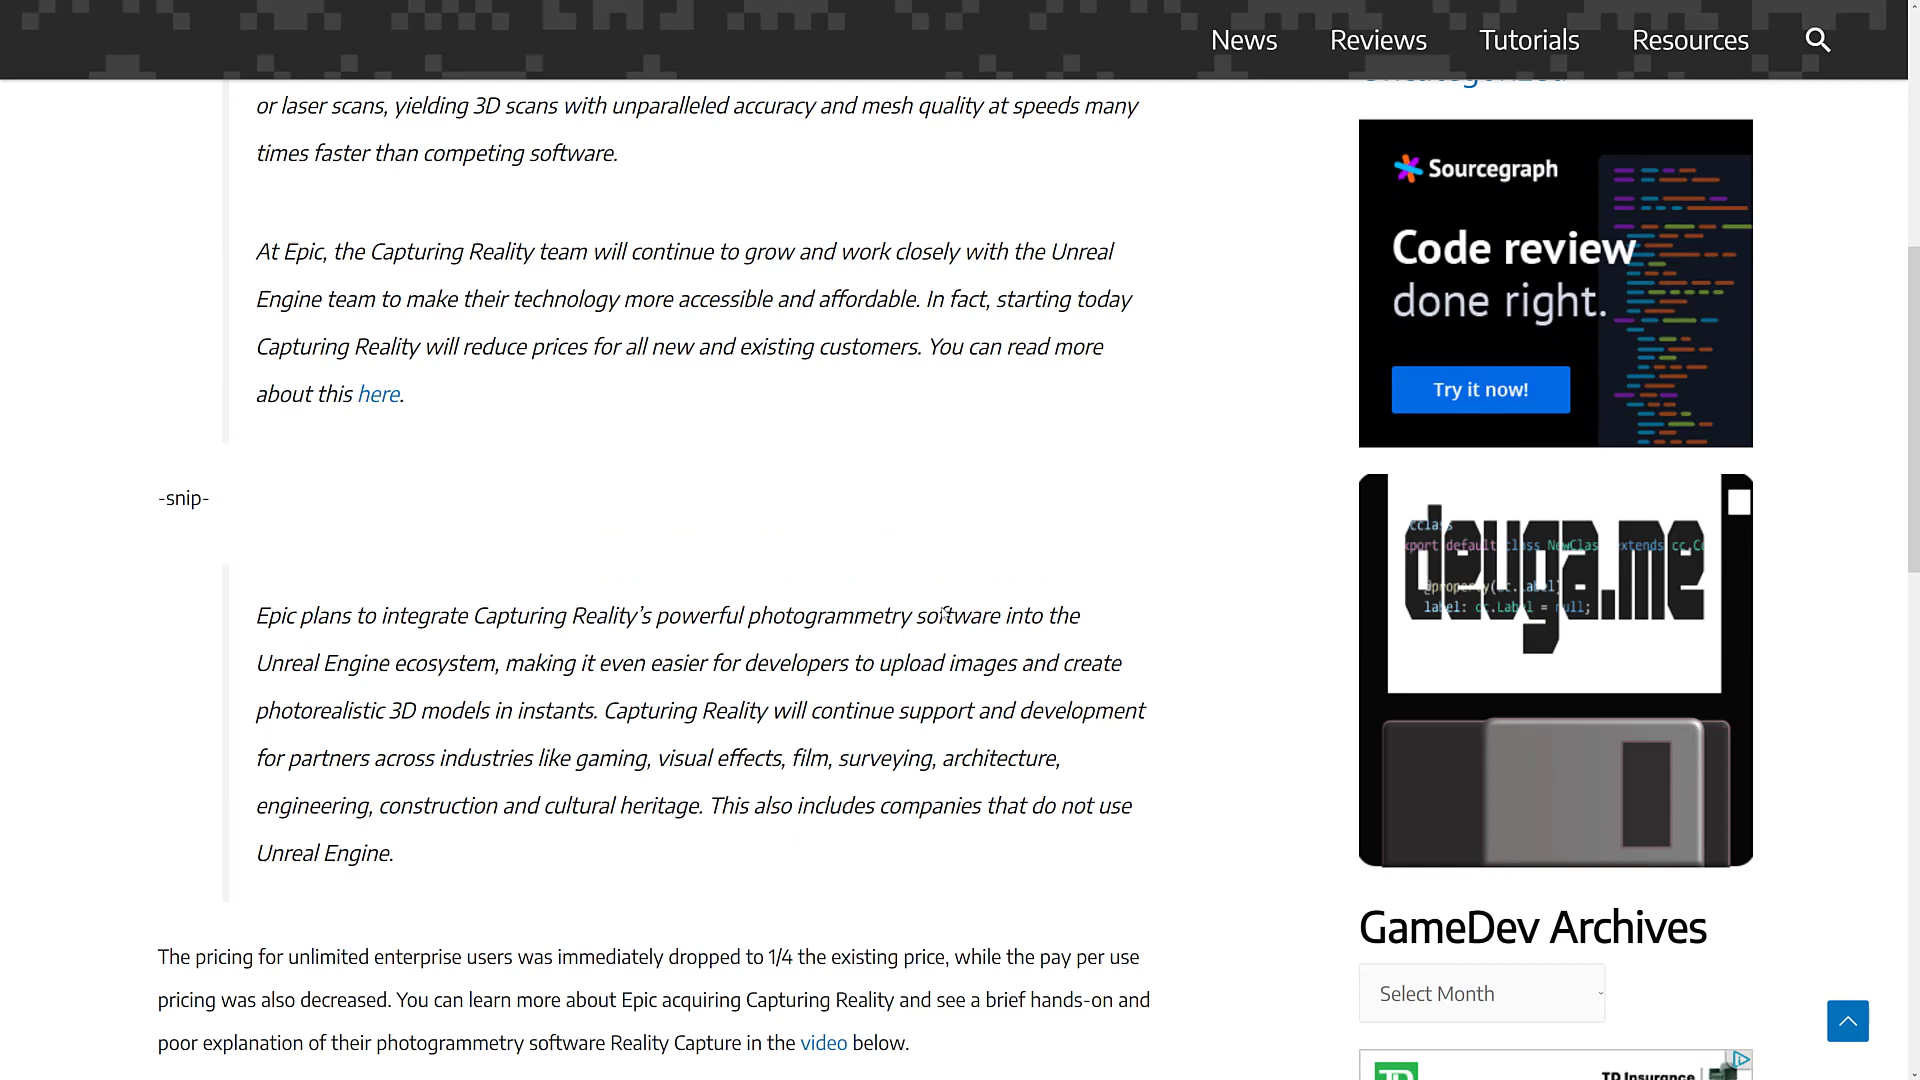 News Reviews Tutorials Resources
or laser scans, yielding 3D scans with unparalleled accuracy and mesh quality at speeds many
times faster than competing software.
At Epic, the Capturing Reality team will continue to grow and work closely with the Unreal
Engine team to make their technology more accessible and affordable. In fact, starting today
Capturing Reality will reduce prices for all new and existing customers. You can read more
about this here.
-snip-
Epic plans to integrate Capturing Reality’s powerful photogrammetry software into the
Unreal Engine ecosystem, making it even easier for developers to upload images and create
photorealistic 3D models in instants. Capturing Reality will continue support and development
for partners across industries like gaming, visual effects, film, surveying, architecture,
engineering, construction and cultural heritage. This also includes companies that do not use
Unreal Engine.
The pricing for unlimited enterprise users was immediately dropped to 1/4 the existing price, while the pay per use
pricing was also decreased. You can learn more about Epic acquiring Capturing Reality and see a brief hands-on and
poor explanation of their photogrammetry software Reality Capture in the video below.
Sourcegraph
Code review
done right.
Try it now!
devga.me
label: cc.Label = null;
GameDev Archives
Select Month
TD Insurance